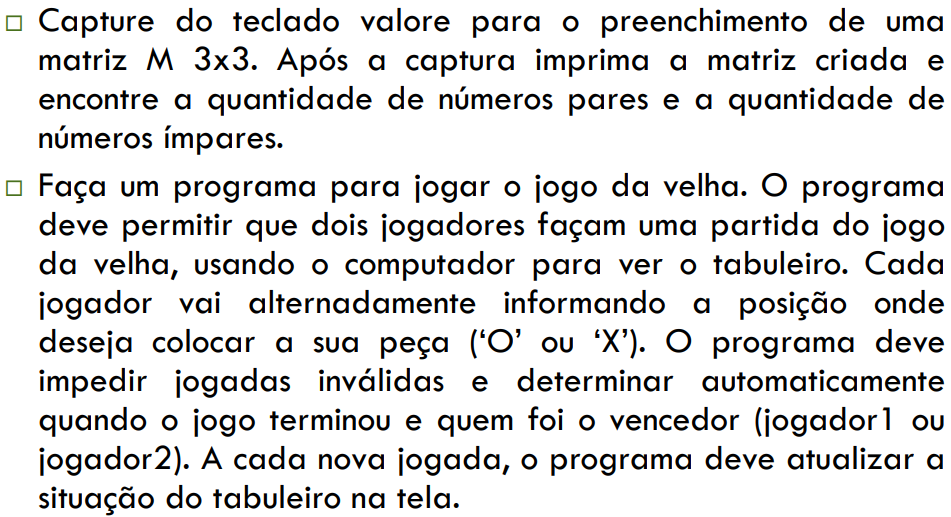 Capture do teclado valore para o preenchimento de uma
matriz M 3x3. Após a captura imprima a matriz criada e
encontre a quantidade de números pares e a quantidade de
números ímpares.
Faça um programa para jogar o jogo da velha. O programa
deve permitir que dois jogadores façam uma partida do jogo
da velha, usando o computador para ver o tabuleiro. Cada
jogador vai alternadamente informando a posição onde
deseja colocar a sua peça (‘O’ ou ‘X’). O programa deve
impedir jogadas inválidas e determinar automaticamente
quando o jogo terminou e quem foi o vencedor (jogador1 ou
jogador2). A cada nova jogada, o programa deve atualizar a
situação do tabuleiro na tela.